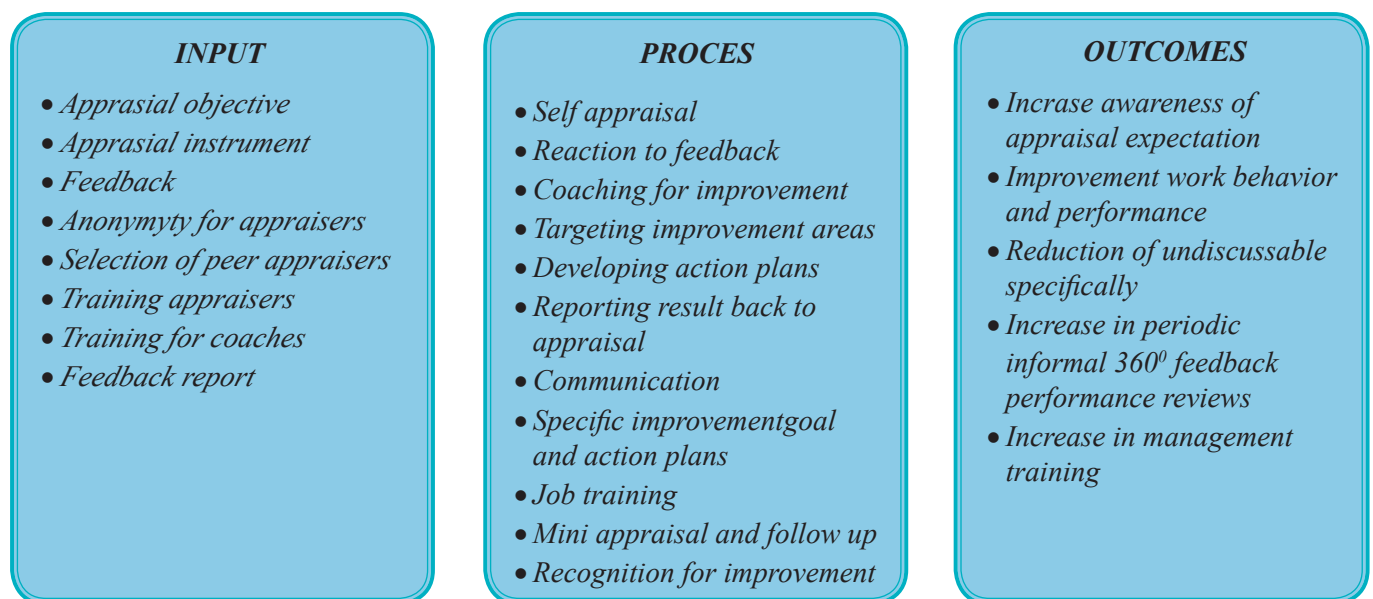 INPUT
• Apprasial objective
• Apprasial instrument
• Feedback
• Anonymyty for appraisers
• Selection of peer appraisers
• Training appraisers
• Training for coaches
• Feedback report
PROCES
• Self appraisal
• Reaction to feedback
• Coaching for improvement
• Targeting improvement areas
• Developing action plans
• Reporting result back to
appraisal
• Communication
• Specific improvementgoal
and action plans
• Job training
• Mini appraisal and follow up
• Recognition for improvement
OUTCOMES
• Incrase awareness of
appraisal expectation
• Improvement work behavior
and performance
• Reduction of undiscussable
specifically
• Increase in periodic
informal 360⁰ feedback
performance reviews
• Increase in management
training